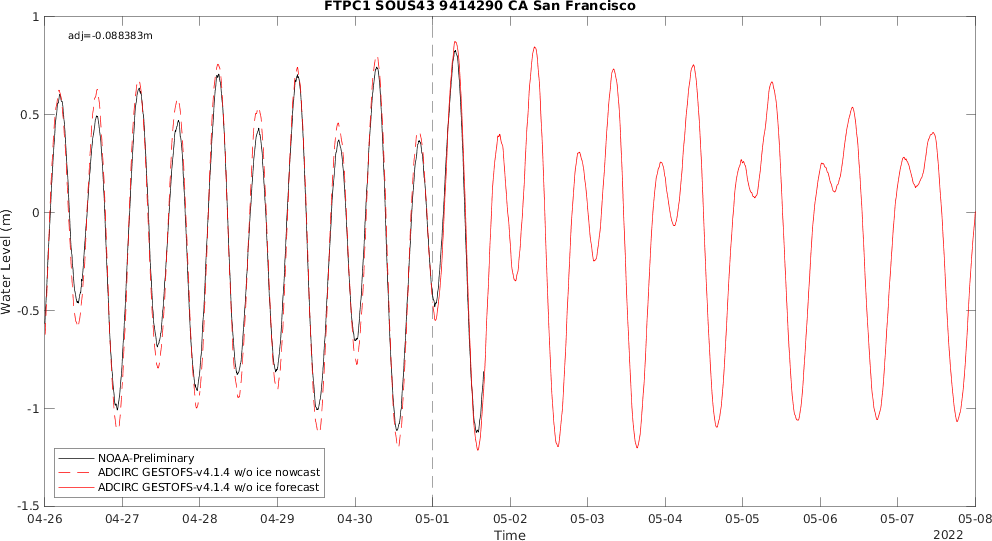 FTPC1 SOUS43 9414290 CA San Francisco
adj=-0.088383m
1
0.5
0
-0.5
-1
-1.5
Water Level (m)
NOAA-Preliminary
ADCIRC GESTOFS-v4.1.4 w/o ice nowcast
ADCIRC GESTOFS-v4.1.4 w/o ice forecast
04-26 04-27 04-28 04-29 04-30 05-01 05-02 05-03 05-04 05-05 05-06 05-07 05-08
Time
2022